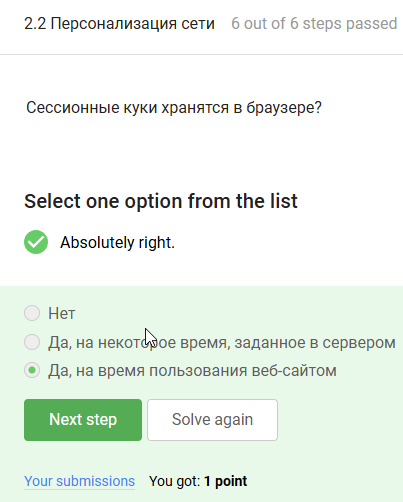 2.2 Персонализация сети 6 out of 6 steps passed
Сессионные куки хранятся в браузере?
Select one option from the list
Absolutely right.
Нет
Да, на некоторое время, заданное в сервером
Да, на время пользования веб-сайтом
Next step Solve again
Your submissions You got: 1 point